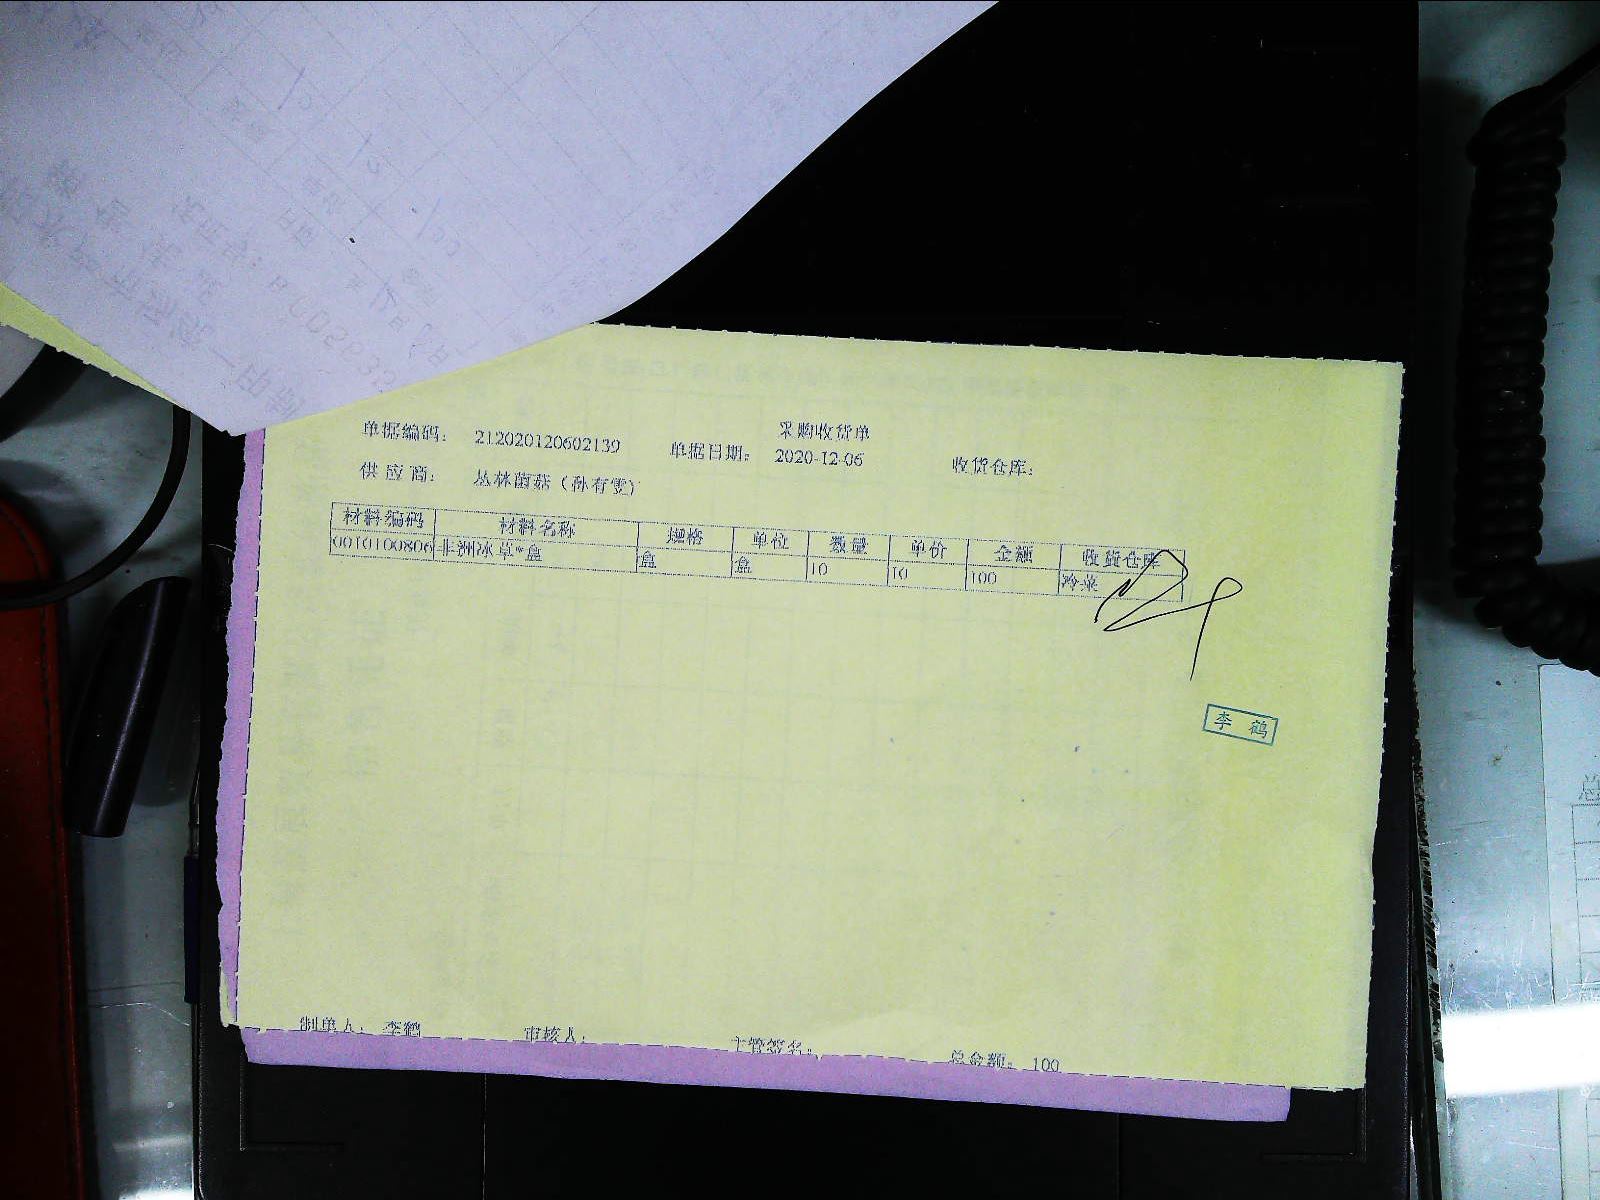 采购收货单
单据编码: 212020120602139 单据日期: 2020-12-06 收货仓库:
供应商: 丛林菌菇（孙有雯）
材料编码 材料名称 规格 单位 数量 单价 金额 收货仓库
0010100806 非洲冰草*盒 盒 盒 10 10 100 冷菜
李鹤
制单人: 李鹤 审核人: 主管签名: 总金额: 100